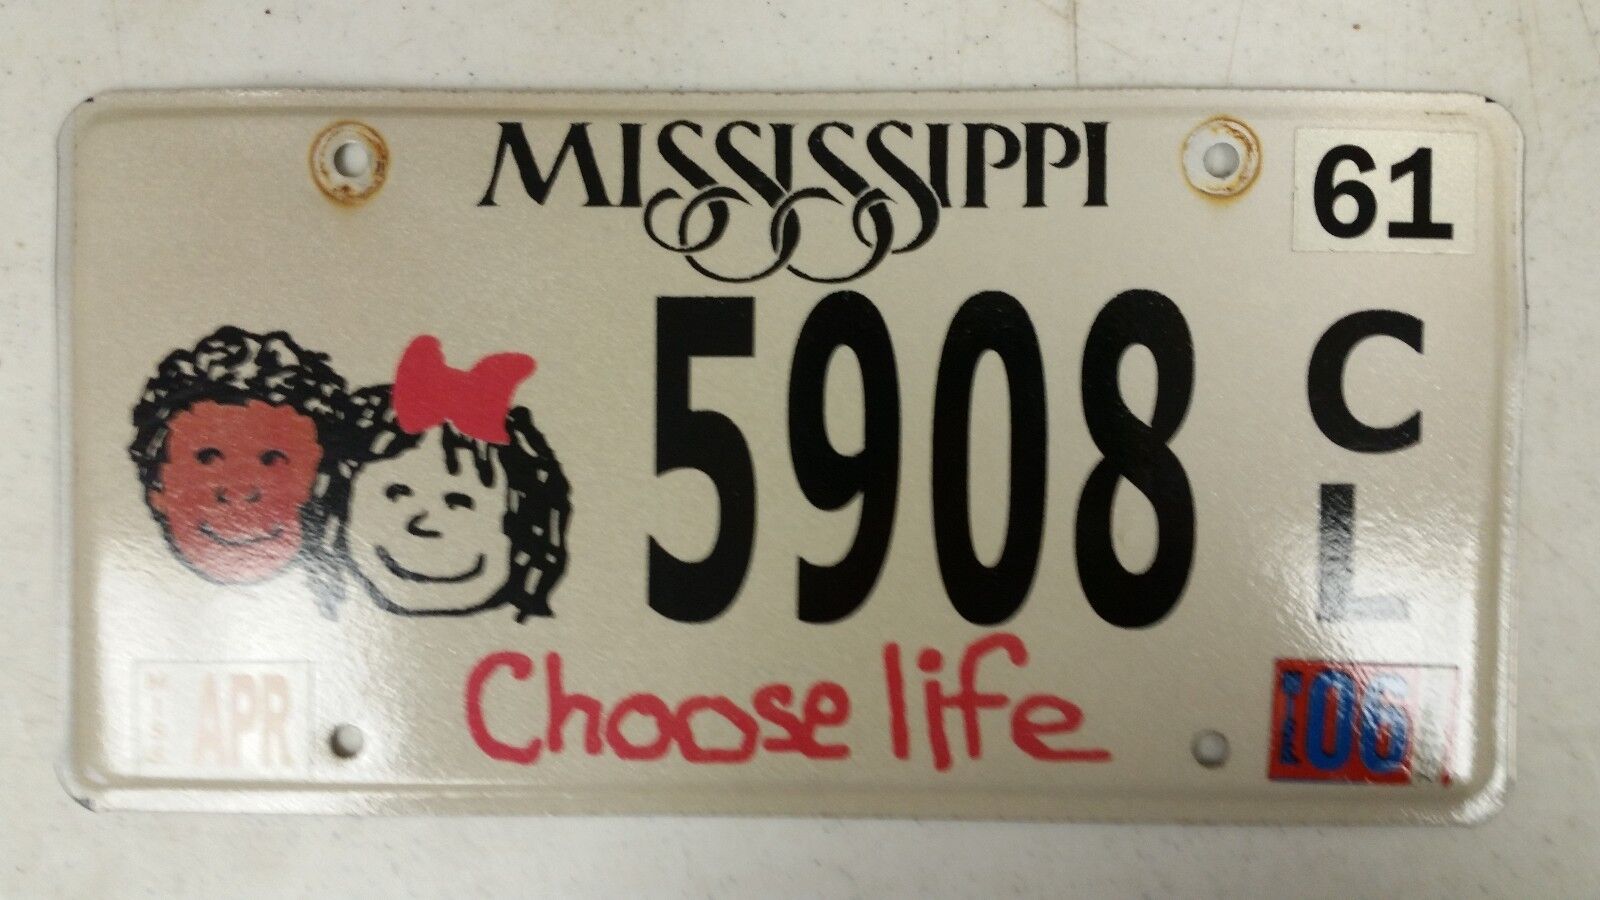 MISSISSIPPI
61
5908
C
L
APR
Choose life
06